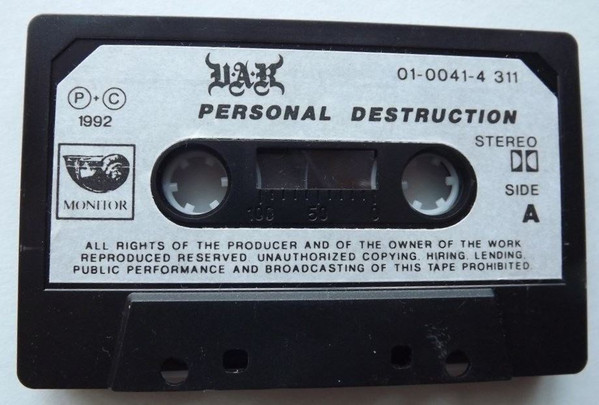 V·A·R
01-0041-4 311
Ⓟ + Ⓒ
1992
PERSONAL DESTRUCTION
STEREO
SIDE
A
MONITOR
100 50 0
ALL RIGHTS OF THE PRODUCER AND OF THE OWNER OF THE WORK
REPRODUCED RESERVED. UNAUTHORIZED COPYING. HIRING. LENDING.
PUBLIC PERFORMANCE AND BROADCASTING OF THIS TAPE PROHIBITED.